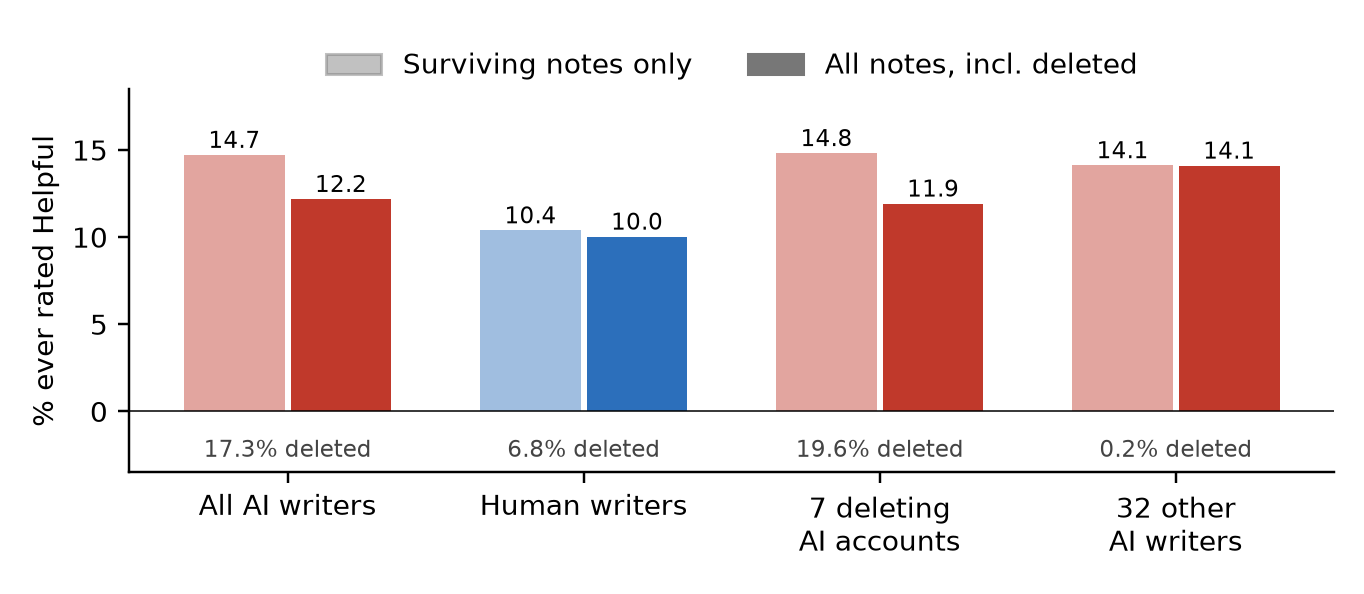 Surviving notes only
All notes, incl. deleted
% ever rated Helpful
15
10
5
0
14.7
12.2
10.4
10.0
14.8
11.9
14.1
14.1
17.3% deleted
6.8% deleted
19.6% deleted
0.2% deleted
All AI writers
Human writers
7 deleting
AI accounts
32 other
AI writers